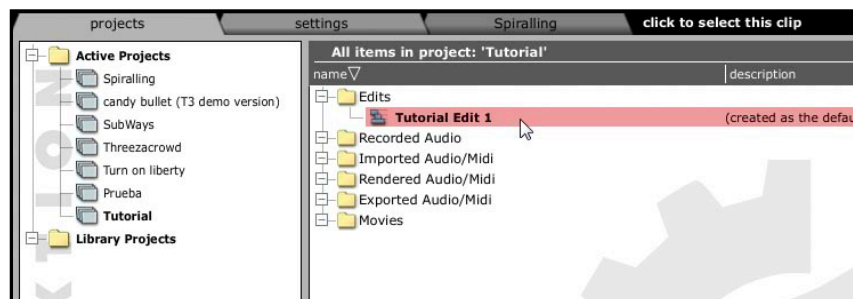 projects
settings
Spiralling
click to select this clip
Active Projects
Spiralling
candy bullet (T3 demo version)
SubWays
Threezacrowd
Turn on liberty
Prueba
Tutorial
Library Projects
All items in project: 'Tutorial'
name
description
Edits
Tutorial Edit 1
(created as the defau
Recorded Audio
Imported Audio/Midi
Rendered Audio/Midi
Exported Audio/Midi
Movies